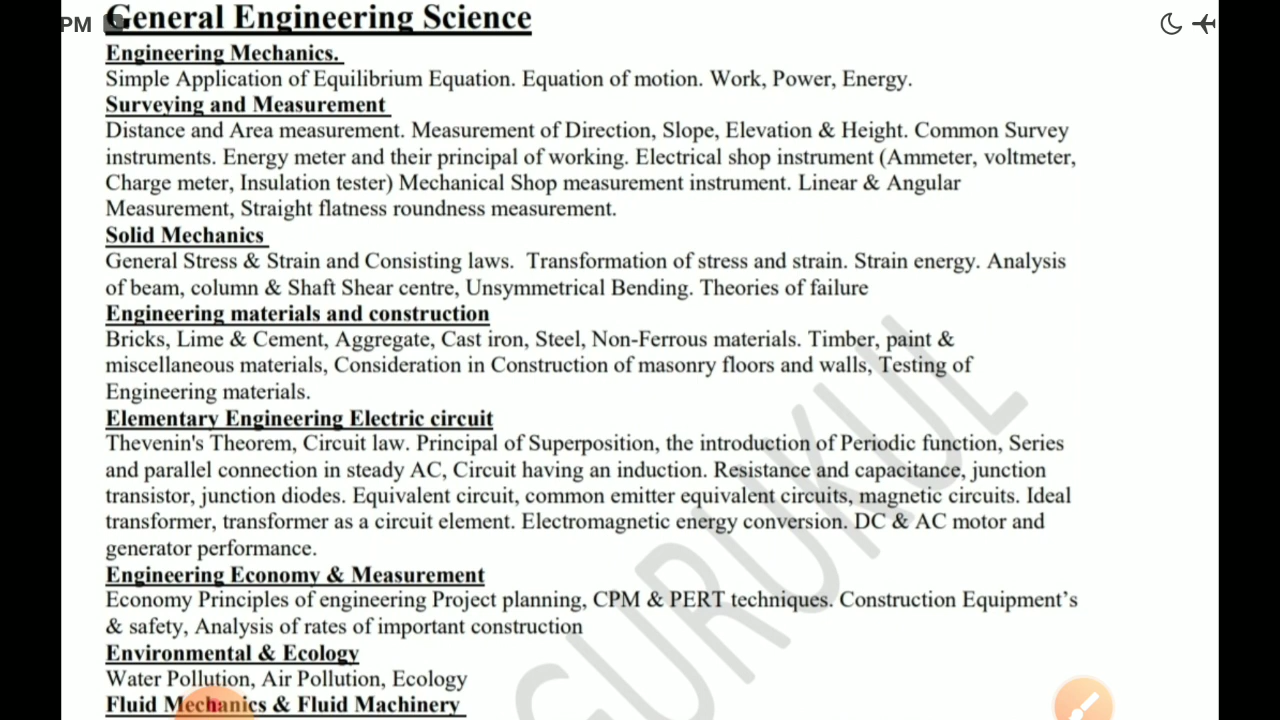 General Engineering Science
PM
Engineering Mechanics.
Simple Application of Equilibrium Equation. Equation of motion. Work, Power, Energy.
Surveying and Measurement
Distance and Area measurement. Measurement of Direction, Slope, Elevation & Height. Common Survey
instruments. Energy meter and their principal of working. Electrical shop instrument (Ammeter, voltmeter,
Charge meter, Insulation tester) Mechanical Shop measurement instrument. Linear & Angular
Measurement, Straight flatness roundness measurement.
Solid Mechanics
General Stress & Strain and Consisting laws. Transformation of stress and strain. Strain energy. Analysis
of beam, column & Shaft Shear centre, Unsymmetrical Bending. Theories of failure
Engineering materials and construction
Bricks, Lime & Cement, Aggregate, Cast iron, Steel, Non-Ferrous materials. Timber, paint &
miscellaneous materials, Consideration in Construction of masonry floors and walls, Testing of
Engineering materials.
Elementary Engineering Electric circuit
Thevenin's Theorem, Circuit law. Principal of Superposition, the introduction of Periodic function, Series
and parallel connection in steady AC, Circuit having an induction. Resistance and capacitance, junction
transistor, junction diodes. Equivalent circuit, common emitter equivalent circuits, magnetic circuits. Ideal
transformer, transformer as a circuit element. Electromagnetic energy conversion. DC & AC motor and
generator performance.
Engineering Economy & Measurement
Economy Principles of engineering Project planning, CPM & PERT techniques. Construction Equipment’s
& safety, Analysis of rates of important construction
Environmental & Ecology
Water Pollution, Air Pollution, Ecology
Fluid Mechanics & Fluid Machinery
GURUKUL